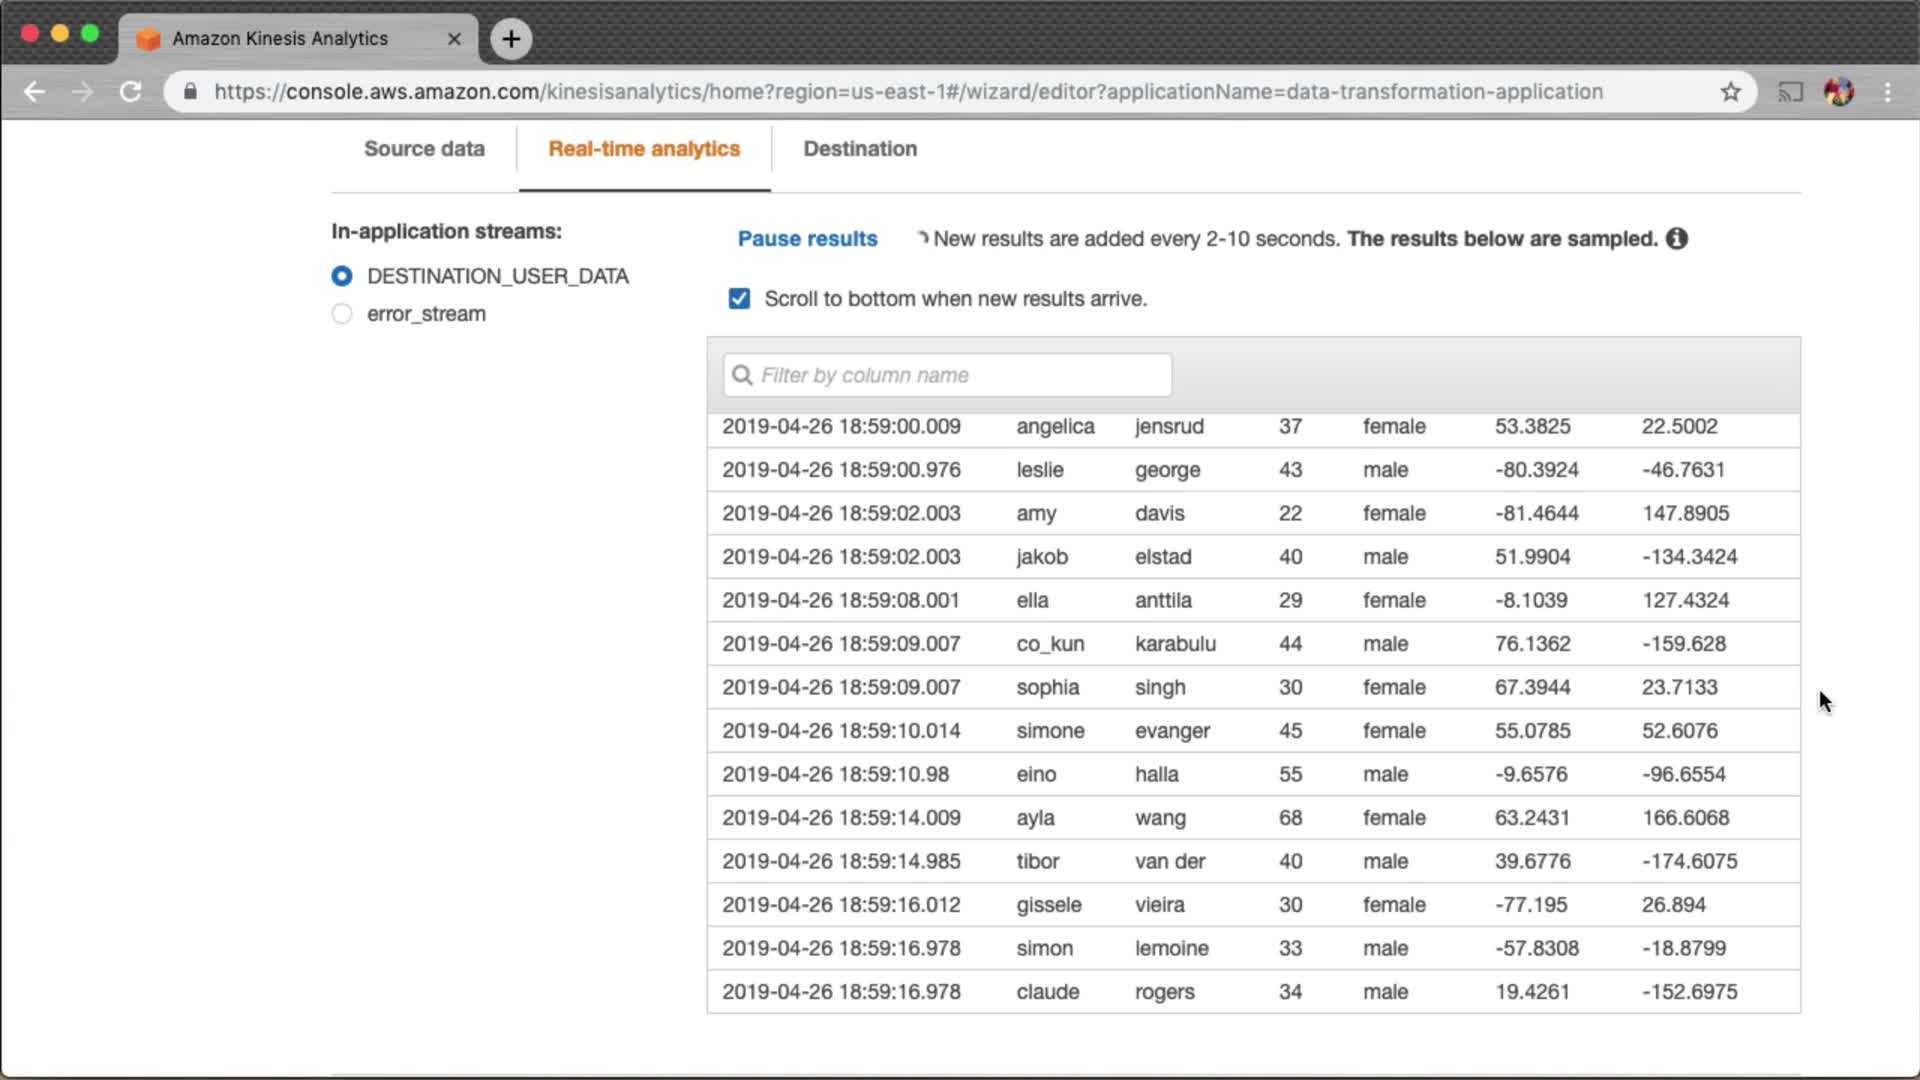 Amazon Kinesis Analytics
https://console.aws.amazon.com/kinesisanalytics/home?region=us-east-1#/wizard/editor?applicationName=data-transformation-application
Source data Real-time analytics Destination
In-application streams:
DESTINATION_USER_DATA
error_stream
Pause results New results are added every 2-10 seconds. The results below are sampled.
Scroll to bottom when new results arrive.
Filter by column name
2019-04-26 18:59:00.009 angelica jensrud 37 female 53.3825 22.5002
2019-04-26 18:59:00.976 leslie george 43 male -80.3924 -46.7631
2019-04-26 18:59:02.003 amy davis 22 female -81.4644 147.8905
2019-04-26 18:59:02.003 jakob elstad 40 male 51.9904 -134.3424
2019-04-26 18:59:08.001 ella anttila 29 female -8.1039 127.4324
2019-04-26 18:59:09.007 co_kun karabulu 44 male 76.1362 -159.628
2019-04-26 18:59:09.007 sophia singh 30 female 67.3944 23.7133
2019-04-26 18:59:10.014 simone evanger 45 female 55.0785 52.6076
2019-04-26 18:59:10.98 eino halla 55 male -9.6576 -96.6554
2019-04-26 18:59:14.009 ayla wang 68 female 63.2431 166.6068
2019-04-26 18:59:14.985 tibor van der 40 male 39.6776 -174.6075
2019-04-26 18:59:16.012 gissele vieira 30 female -77.195 26.894
2019-04-26 18:59:16.978 simon lemoine 33 male -57.8308 -18.8799
2019-04-26 18:59:16.978 claude rogers 34 male 19.4261 -152.6975